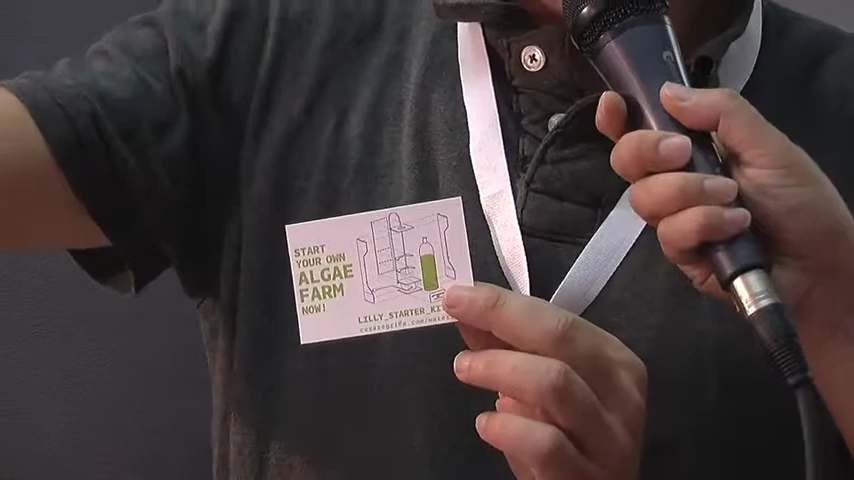 START
YOUR OWN
ALGAE
FARM
NOW!
LILLY_STARTER_KI